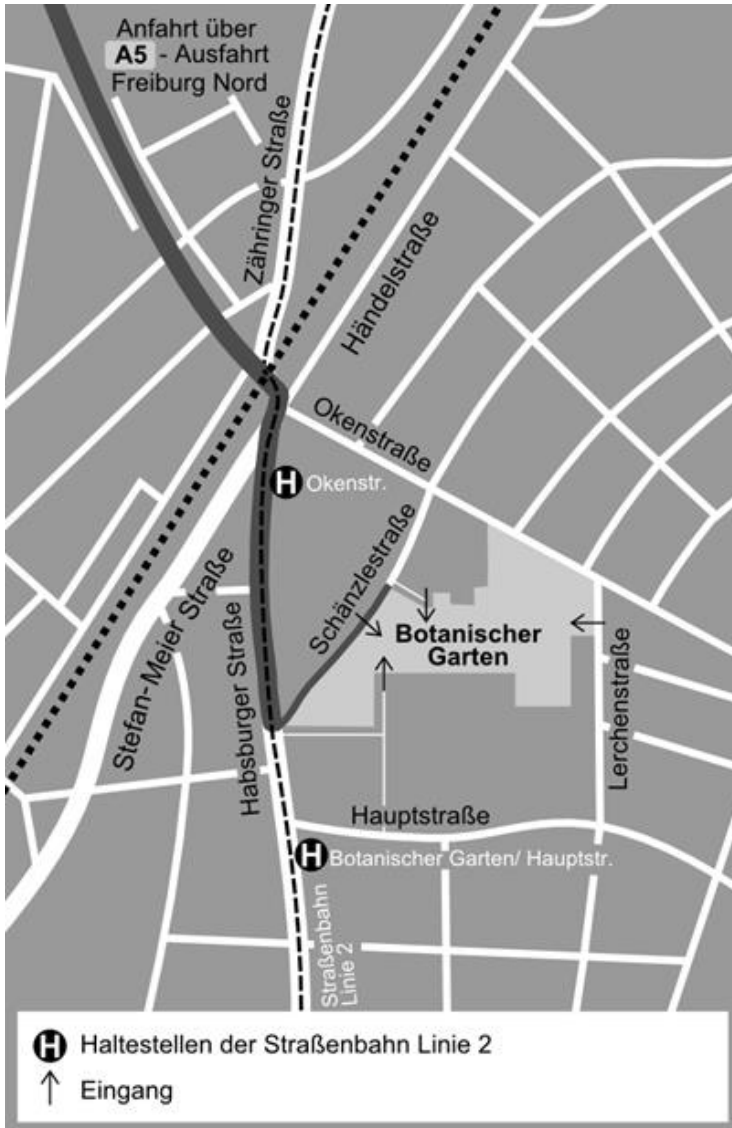 Anfahrt über
A5 - Ausfahrt
Freiburg Nord
Zähringer Straße
Händelstraße
Okenstraße
H Okenstr.
Schänzlestraße
Stefan-Meier Straße
Habsburger Straße
Botanischer
Garten
Lerchenstraße
Hauptstraße
H Botanischer Garten/ Hauptstr.
Straßenbahn
Linie 2
H Haltestellen der Straßenbahn Linie 2
Eingang